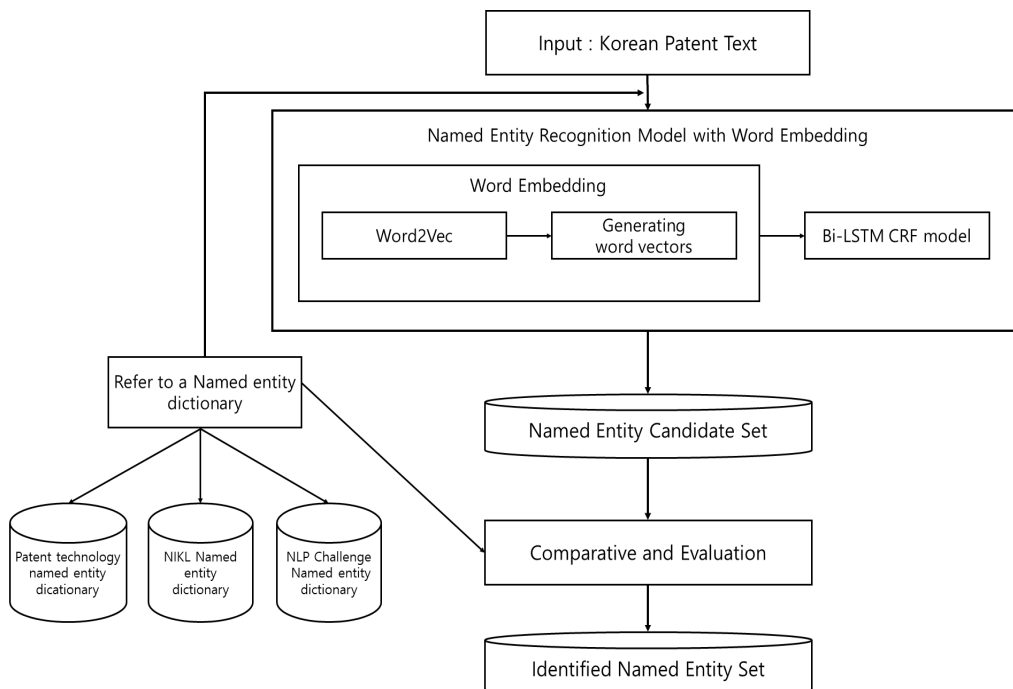 Input : Korean Patent Text
Named Entity Recognition Model with Word Embedding
Word Embedding
Word2Vec
Generating
word vectors
Bi-LSTM CRF model
Refer to a Named entity
dictionary
Named Entity Candidate Set
Patent technology
named entity
dicationary
NIKL Named
entity
dictionary
NLP Challenge
Named entity
dictionary
Comparative and Evaluation
Identified Named Entity Set